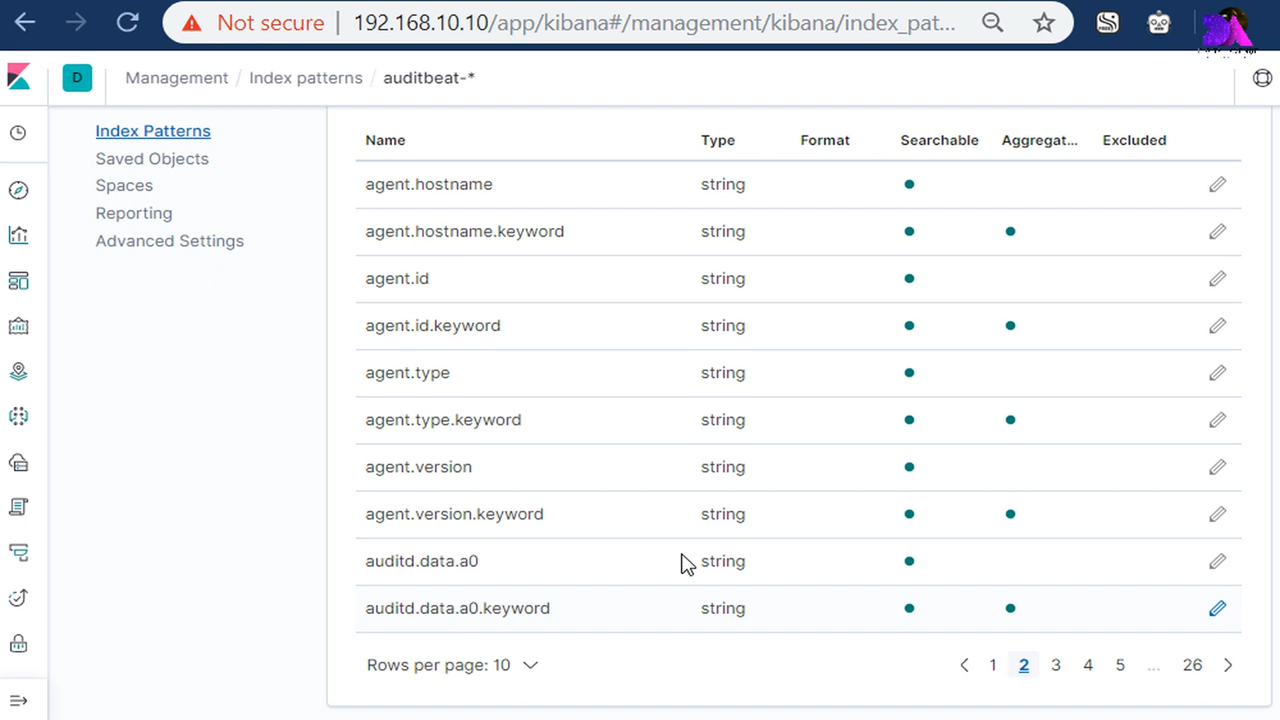 Not secure | 192.168.10.10/app/kibana#/management/kibana/index_pat...
D Management / Index patterns / auditbeat-*
Index Patterns
Saved Objects
Spaces
Reporting
Advanced Settings
Name Type Format Searchable Aggregat... Excluded
agent.hostname string
agent.hostname.keyword string
agent.id string
agent.id.keyword string
agent.type string
agent.type.keyword string
agent.version string
agent.version.keyword string
auditd.data.a0 string
auditd.data.a0.keyword string
Rows per page: 10 1 2 3 4 5 ... 26